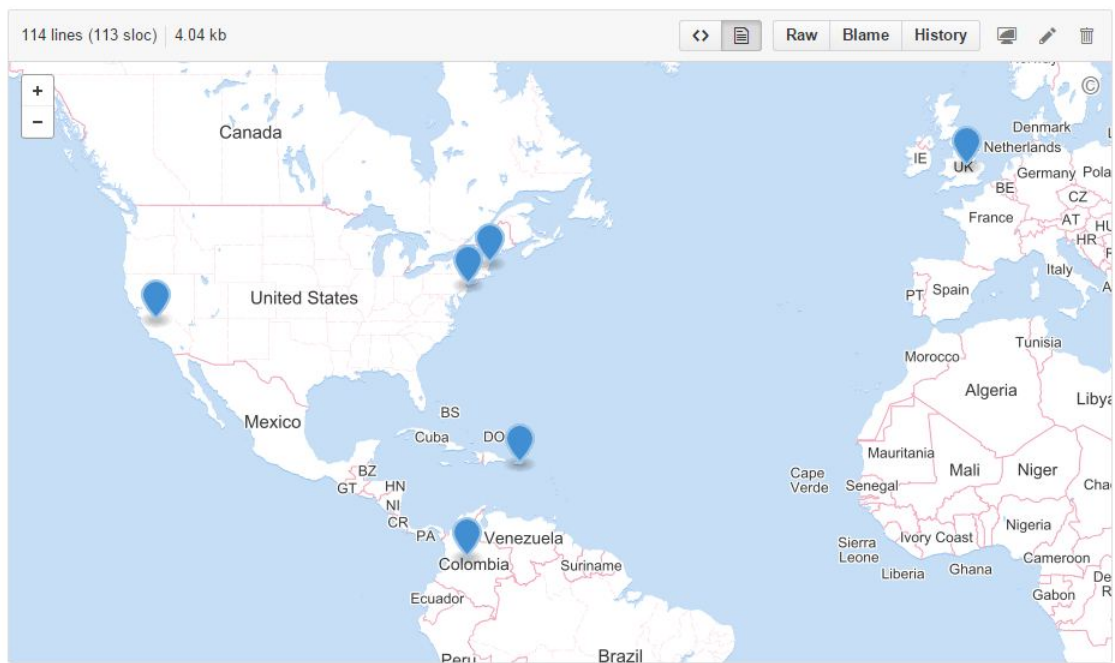 114 lines (113 sloc) 4.04 kb
<> Raw Blame History
+
−
©
Canada
Denmark
Netherlands
IE
UK
Germany
BE
CZ
France
AT
HR
Italy
PT
Spain
United States
Tunisia
Morocco
Algeria
Mexico
BS
Cuba
DO
BZ
GT
HN
NI
CR
PA
Mauritania
Mali
Niger
Cape
Verde
Senegal
Venezuela
Colombia
Suriname
Ecuador
Nigeria
Sierra
Leone
Ivory Coast
Liberia
Ghana
Cameroon
Gabon
Brazil